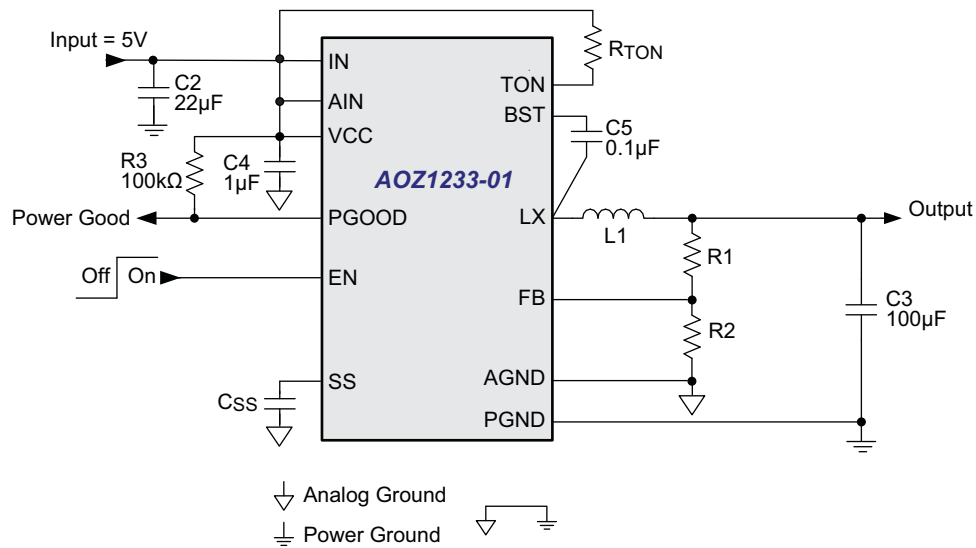 Input = 5V
C2
22µF
R3
100kΩ
C4
1µF
Power Good
Off
On
CSS
IN
AIN
VCC
PGOOD
EN
SS
AOZ1233-01
TON
BST
LX
FB
AGND
PGND
RTON
C5
0.1µF
L1
Output
R1
R2
C3
100µF
Analog Ground
Power Ground